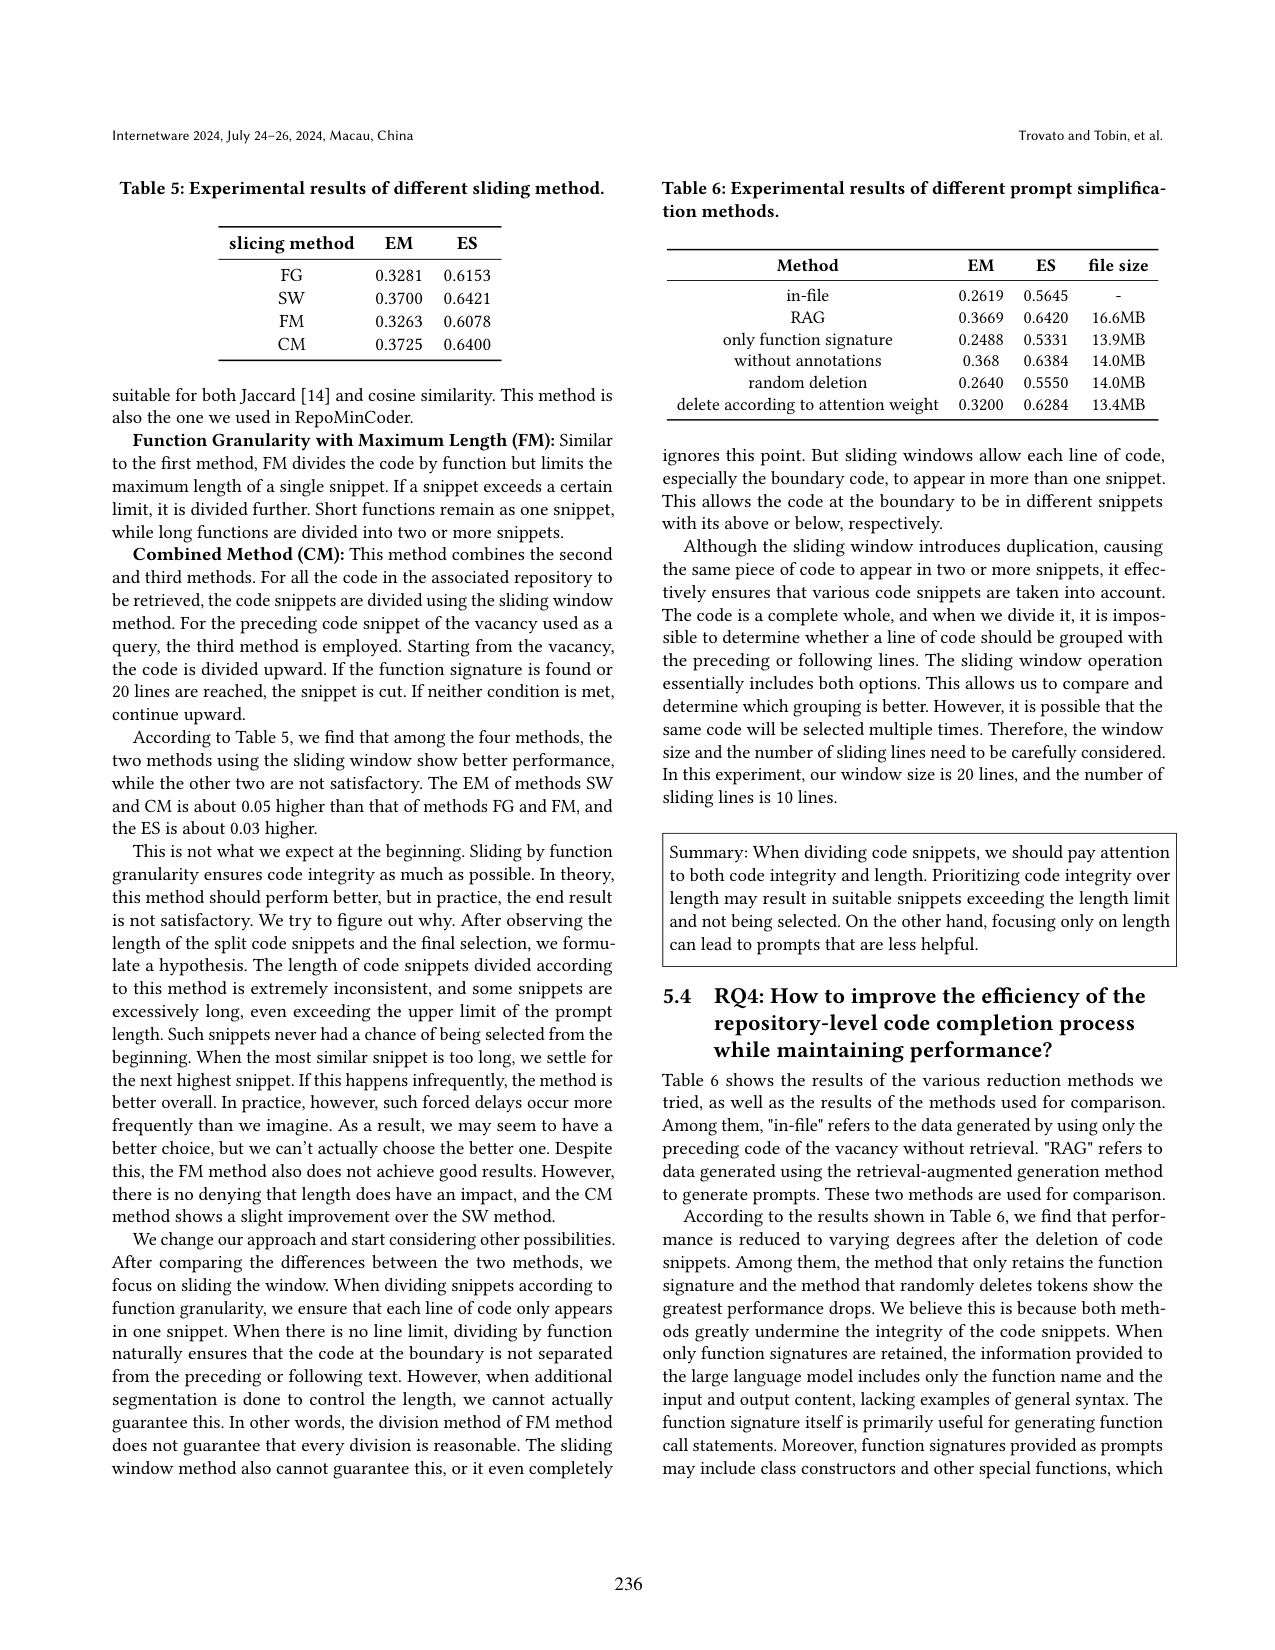 Internetware 2024, July 24–26, 2024, Macau, China
Trovato and Tobin, et al.
Table 5: Experimental results of different sliding method.
slicing method EM ES
FG 0.3281 0.6153
SW 0.3700 0.6421
FM 0.3263 0.6078
CM 0.3725 0.6400
suitable for both Jaccard [14] and cosine similarity. This method is
also the one we used in RepoMinCoder.
Function Granularity with Maximum Length (FM): Similar
to the first method, FM divides the code by function but limits the
maximum length of a single snippet. If a snippet exceeds a certain
limit, it is divided further. Short functions remain as one snippet,
while long functions are divided into two or more snippets.
Combined Method (CM): This method combines the second
and third methods. For all the code in the associated repository to
be retrieved, the code snippets are divided using the sliding window
method. For the preceding code snippet of the vacancy used as a
query, the third method is employed. Starting from the vacancy,
the code is divided upward. If the function signature is found or
20 lines are reached, the snippet is cut. If neither condition is met,
continue upward.
According to Table 5, we find that among the four methods, the
two methods using the sliding window show better performance,
while the other two are not satisfactory. The EM of methods SW
and CM is about 0.05 higher than that of methods FG and FM, and
the ES is about 0.03 higher.
This is not what we expect at the beginning. Sliding by function
granularity ensures code integrity as much as possible. In theory,
this method should perform better, but in practice, the end result
is not satisfactory. We try to figure out why. After observing the
length of the split code snippets and the final selection, we formu-
late a hypothesis. The length of code snippets divided according
to this method is extremely inconsistent, and some snippets are
excessively long, even exceeding the upper limit of the prompt
length. Such snippets never had a chance of being selected from the
beginning. When the most similar snippet is too long, we settle for
the next highest snippet. If this happens infrequently, the method is
better overall. In practice, however, such forced delays occur more
frequently than we imagine. As a result, we may seem to have a
better choice, but we can't actually choose the better one. Despite
this, the FM method also does not achieve good results. However,
there is no denying that length does have an impact, and the CM
method shows a slight improvement over the SW method.
We change our approach and start considering other possibilities.
After comparing the differences between the two methods, we
focus on sliding the window. When dividing snippets according to
function granularity, we ensure that each line of code only appears
in one snippet. When there is no line limit, dividing by function
naturally ensures that the code at the boundary is not separated
from the preceding or following text. However, when additional
segmentation is done to control the length, we cannot actually
guarantee this. In other words, the division method of FM method
does not guarantee that every division is reasonable. The sliding
window method also cannot guarantee this, or it even completely
Table 6: Experimental results of different prompt simplifica-
tion methods.
Method EM ES file size
in-file 0.2619 0.5645 -
RAG 0.3669 0.6420 16.6MB
only function signature 0.2488 0.5331 13.9MB
without annotations 0.368 0.6384 14.0MB
random deletion 0.2640 0.5550 14.0MB
delete according to attention weight 0.3200 0.6284 13.4MB
ignores this point. But sliding windows allow each line of code,
especially the boundary code, to appear in more than one snippet.
This allows the code at the boundary to be in different snippets
with its above or below, respectively.
Although the sliding window introduces duplication, causing
the same piece of code to appear in two or more snippets, it effec-
tively ensures that various code snippets are taken into account.
The code is a complete whole, and when we divide it, it is impos-
sible to determine whether a line of code should be grouped with
the preceding or following lines. The sliding window operation
essentially includes both options. This allows us to compare and
determine which grouping is better. However, it is possible that the
same code will be selected multiple times. Therefore, the window
size and the number of sliding lines need to be carefully considered.
In this experiment, our window size is 20 lines, and the number of
sliding lines is 10 lines.
Summary: When dividing code snippets, we should pay attention
to both code integrity and length. Prioritizing code integrity over
length may result in suitable snippets exceeding the length limit
and not being selected. On the other hand, focusing only on length
can lead to prompts that are less helpful.
5.4 RQ4: How to improve the efficiency of the
repository-level code completion process
while maintaining performance?
Table 6 shows the results of the various reduction methods we
tried, as well as the results of the methods used for comparison.
Among them, "in-file" refers to the data generated by using only the
preceding code of the vacancy without retrieval. "RAG" refers to
data generated using the retrieval-augmented generation method
to generate prompts. These two methods are used for comparison.
According to the results shown in Table 6, we find that perfor-
mance is reduced to varying degrees after the deletion of code
snippets. Among them, the method that only retains the function
signature and the method that randomly deletes tokens show the
greatest performance drops. We believe this is because both meth-
ods greatly undermine the integrity of the code snippets. When
only function signatures are retained, the information provided to
the large language model includes only the function name and the
input and output content, lacking examples of general syntax. The
function signature itself is primarily useful for generating function
call statements. Moreover, function signatures provided as prompts
may include class constructors and other special functions, which
236